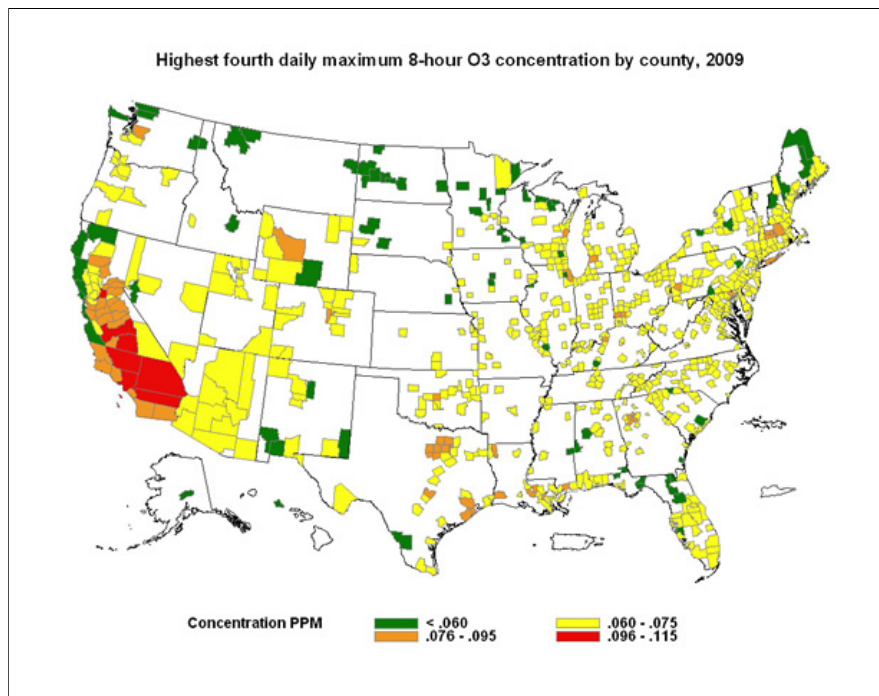 Highest fourth daily maximum 8-hour O3 concentration by county, 2009
Concentration PPM
< .060
.060 - .075
.076 - .095
.096 - .115